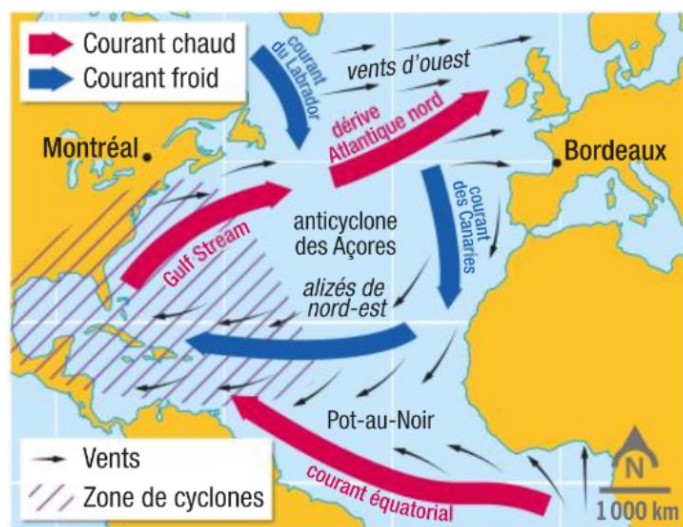 Courant chaud
Courant froid
courant
du Labrador
vents d'ouest
dérive
Atlantique nord
Montréal
Bordeaux
courant
des Canaries
anticyclone
des Açores
Gulf Stream
alizés de
nord-est
Pot-au-Noir
courant équatorial
Vents
Zone de cyclones
N
1 000 km